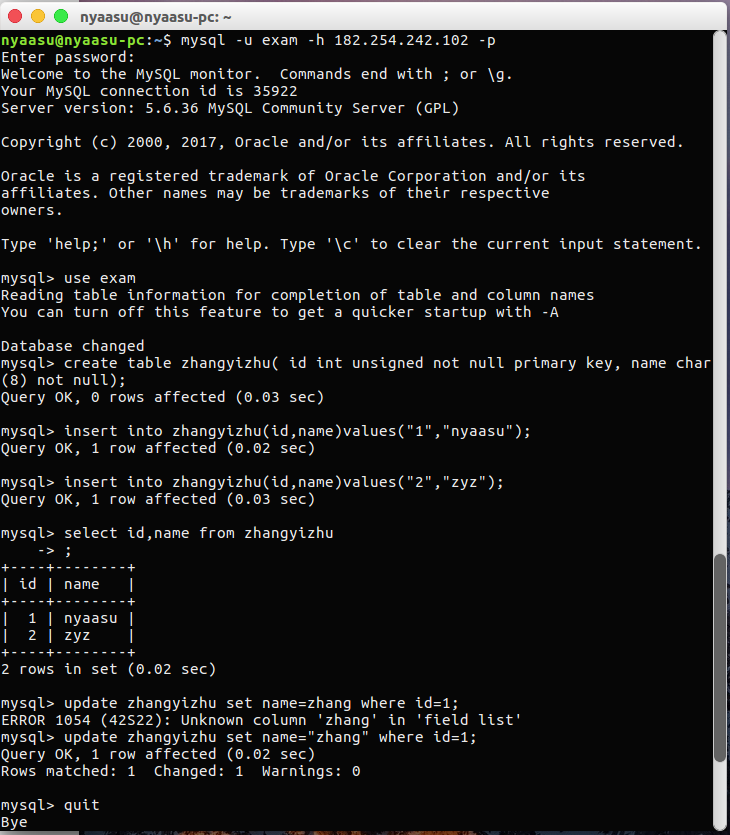 nyaasu@nyaasu-pc: ~
nyaasu@nyaasu-pc:~$ mysql -u exam -h 182.254.242.102 -p
Enter password:
Welcome to the MySQL monitor.  Commands end with ; or \g.
Your MySQL connection id is 35922
Server version: 5.6.36 MySQL Community Server (GPL)

Copyright (c) 2000, 2017, Oracle and/or its affiliates. All rights reserved.

Oracle is a registered trademark of Oracle Corporation and/or its
affiliates. Other names may be trademarks of their respective
owners.

Type 'help;' or '\h' for help. Type '\c' to clear the current input statement.

mysql> use exam
Reading table information for completion of table and column names
You can turn off this feature to get a quicker startup with -A

Database changed
mysql> create table zhangyizhu( id int unsigned not null primary key, name char
(8) not null);
Query OK, 0 rows affected (0.03 sec)

mysql> insert into zhangyizhu(id,name)values("1","nyaasu");
Query OK, 1 row affected (0.02 sec)

mysql> insert into zhangyizhu(id,name)values("2","zyz");
Query OK, 1 row affected (0.03 sec)

mysql> select id,name from zhangyizhu
    -> ;
+----+--------+
| id | name   |
+----+--------+
|  1 | nyaasu |
|  2 | zyz    |
+----+--------+
2 rows in set (0.02 sec)

mysql> update zhangyizhu set name=zhang where id=1;
ERROR 1054 (42S22): Unknown column 'zhang' in 'field list'
mysql> update zhangyizhu set name="zhang" where id=1;
Query OK, 1 row affected (0.02 sec)
Rows matched: 1  Changed: 1  Warnings: 0

mysql> quit
Bye